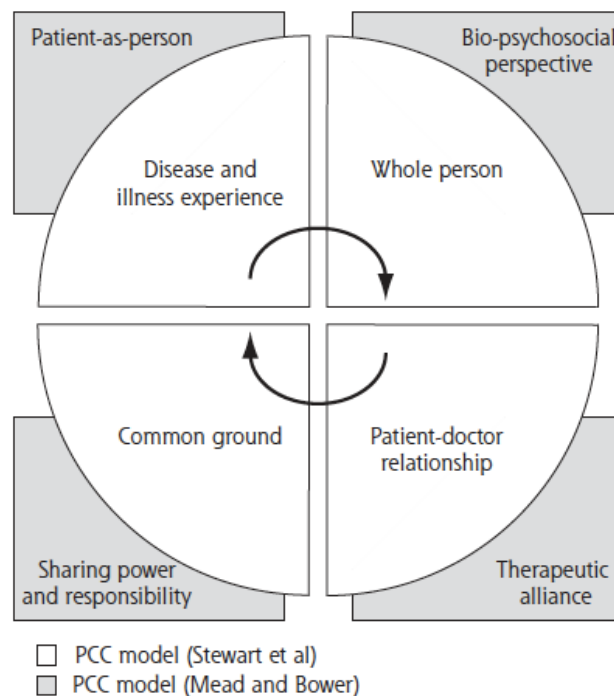 Patient-as-person
Bio-psychosocial
perspective
Disease and
illness experience
Whole person
Common ground
Patient-doctor
relationship
Sharing power
and responsibility
Therapeutic
alliance
PCC model (Stewart et al)
PCC model (Mead and Bower)